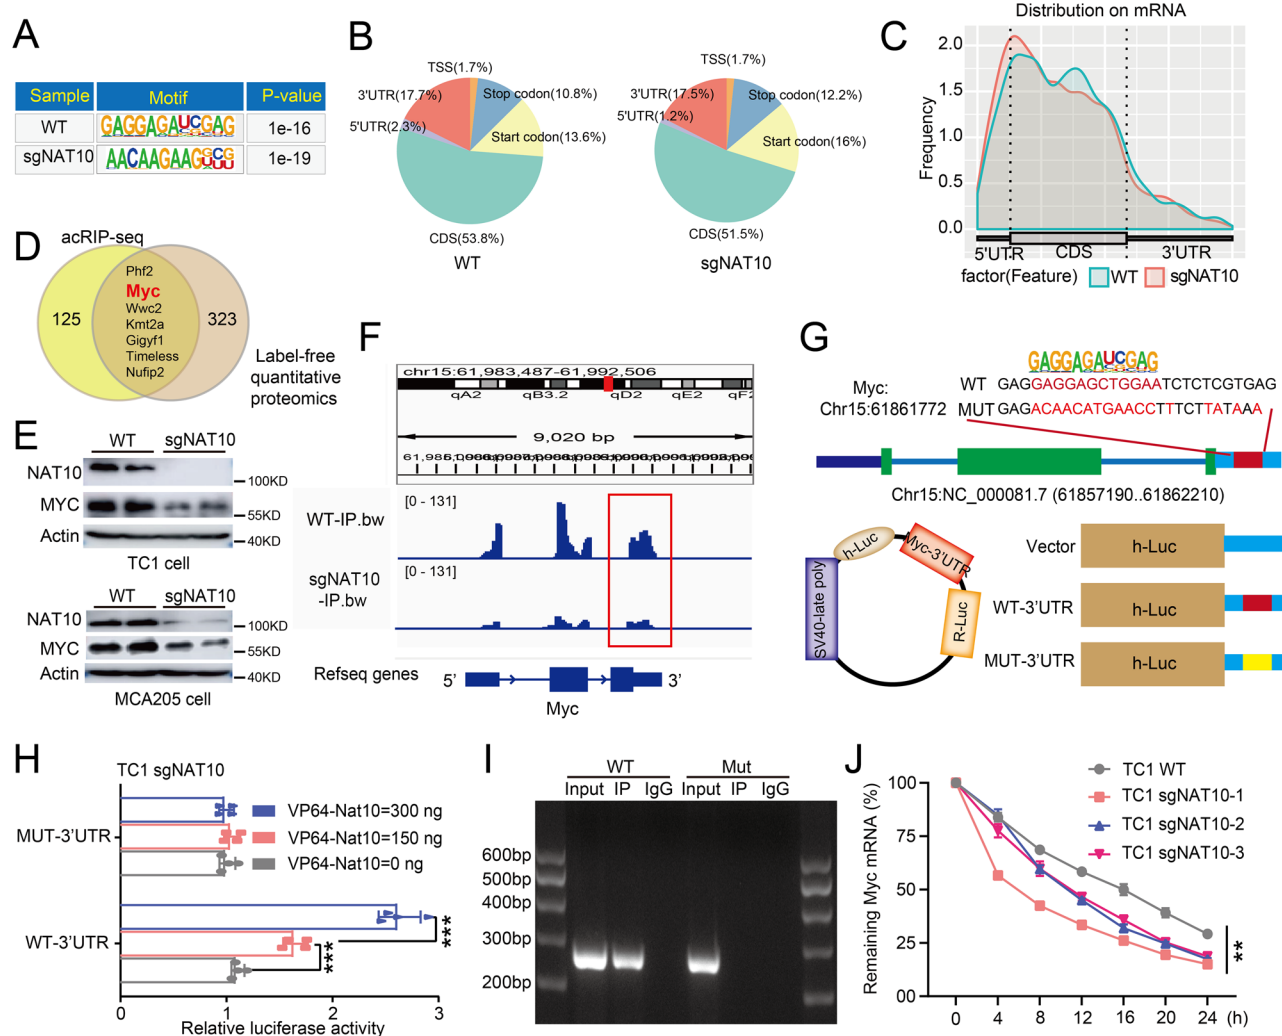 A
Sample Motif P-value
WT GAGGAGAUCGAG 1e-16
sgNAT10 AACAAGAAG 1e-19
B
TSS(1.7%)
3'UTR(17.7%)
Stop codon(10.8%)
5'UTR(2.3%)
Start codon(13.6%)
CDS(53.8%)
WT
TSS(1.7%)
3'UTR(17.5%)
Stop codon(12.2%)
5'UTR(1.2%)
Start codon(16%)
CDS(51.5%)
sgNAT10
C
Distribution on mRNA
Frequency
2.0
1.5
1.0
0.5
0.0
5'UTR CDS 3'UTR
factor(Feature) WT sgNAT10
D
acRIP-seq
125
Phf2
Myc
Wwc2
Kmt2a
Gigyf1
Timeless
Nufip2
323
Label-free
quantitative
proteomics
E
WT sgNAT10
NAT10
100KD
MYC
55KD
Actin
40KD
TC1 cell
WT sgNAT10
NAT10
100KD
MYC
55KD
Actin
40KD
MCA205 cell
F
chr15:61,983,487-61,992,506
qA2 qB3.2 qD2 qE2 qF2
9,020 bp
[0 - 131]
WT-IP.bw
[0 - 131]
sgNAT10
-IP.bw
Refseq genes 5' 3'
Myc
G
GAGGAGAUCGAG
Myc:
Chr15:61861772
WT GAGGAGGAGCTGGAATCTCTCGTGAG
MUT GAGACAACATGAACCTTTCTTATAAA
Chr15:NC_000081.7 (61857190..61862210)
h-Luc
Myc-3'UTR
SV40-late poly
R-Luc
Vector h-Luc
WT-3'UTR h-Luc
MUT-3'UTR h-Luc
H
TC1 sgNAT10
VP64-Nat10=300 ng
VP64-Nat10=150 ng
VP64-Nat10=0 ng
MUT-3'UTR
WT-3'UTR
***
***
0 1 2 3
Relative luciferase activity
I
WT Mut
Input IP IgG Input IP IgG
600bp
500bp
400bp
300bp
200bp
J
Remaining Myc mRNA (%)
100
75
50
25
00
TC1 WT
TC1 sgNAT10-1
TC1 sgNAT10-2
TC1 sgNAT10-3
**
0 4 8 12 16 20 24 (h)